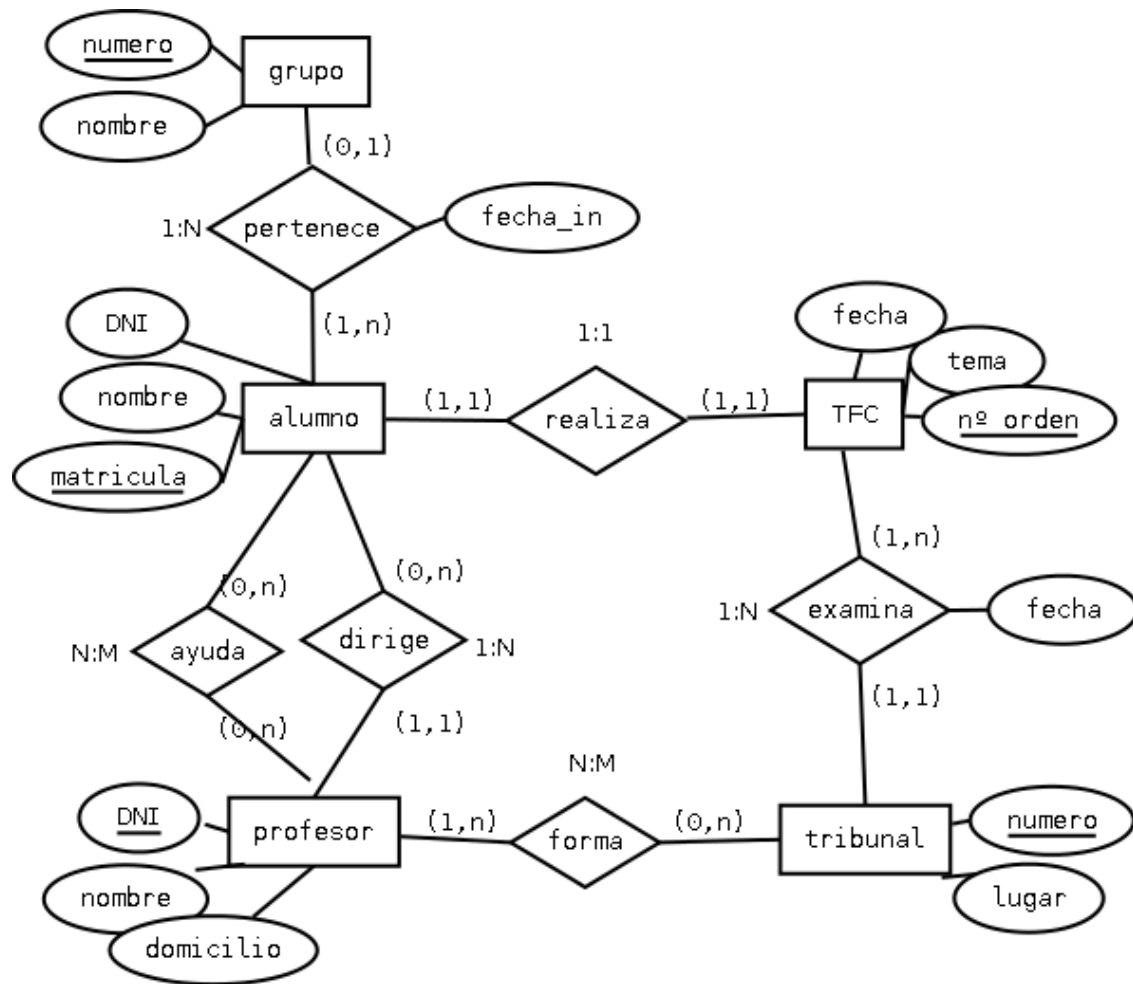 numero
grupo
nombre
(0,1)
1:N
pertenece
fecha_in
(1,n)
DNI
fecha
1:1
tema
nombre
alumno
(1,1)
realiza
(1,1)
TFC
nº orden
matricula
(1,n)
(0,n)
(0,n)
1:N
examina
fecha
N:M
ayuda
dirige
1:N
(1,1)
(0,n)
(1,1)
N:M
DNI
profesor
(1,n)
forma
(0,n)
tribunal
numero
nombre
lugar
domicilio